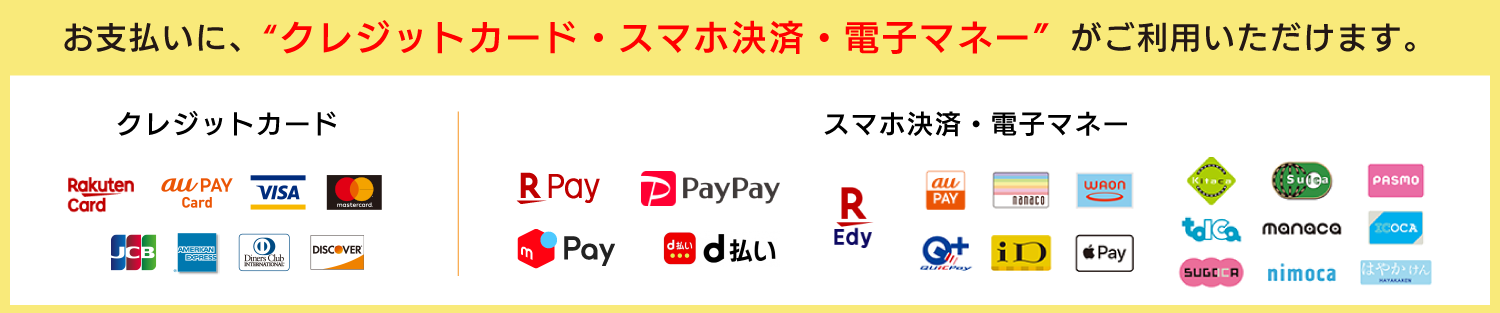 お支払いに、“クレジットカード・スマホ決済・電子マネー”がご利用いただけます。
クレジットカード
Rakuten Card
au PAY Card
VISA
mastercard.
JCB
AMERICAN EXPRESS
Diners Club INTERNATIONAL
DISCOVER
スマホ決済・電子マネー
R Pay
PayPay
m Pay
d払い d払い
R Edy
au PAY
nanaco
WAON
Q+ QUICPay
iD
Pay
Kitaca
Suica
PASMO
TOICa
manaca
ICOCA
SUGOCA
nimoca
はやかけん HAYAKAKEN